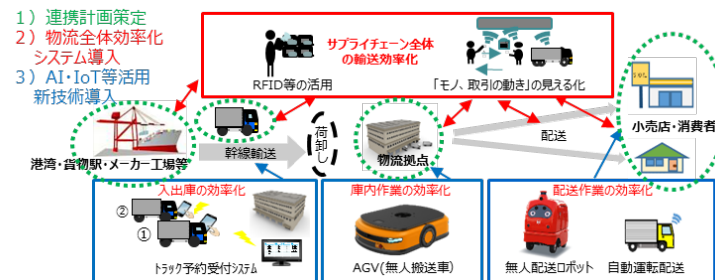 1）連携計画策定
2）物流全体効率化
システム導入
3）AI・IoT等活用
新技術導入
サプライチェーン全体
の輸送効率化
RFID等の活用
「モノ、取引の動き」の見える化
港湾・貨物駅・メーカー工場等
幹線輸送
荷卸し
物流拠点
配送
小売店・消費者
入出庫の効率化
②
①
トラック予約受付システム
庫内作業の効率化
AGV(無人搬送車)
配送作業の効率化
無人配送ロボット
自動運転配送